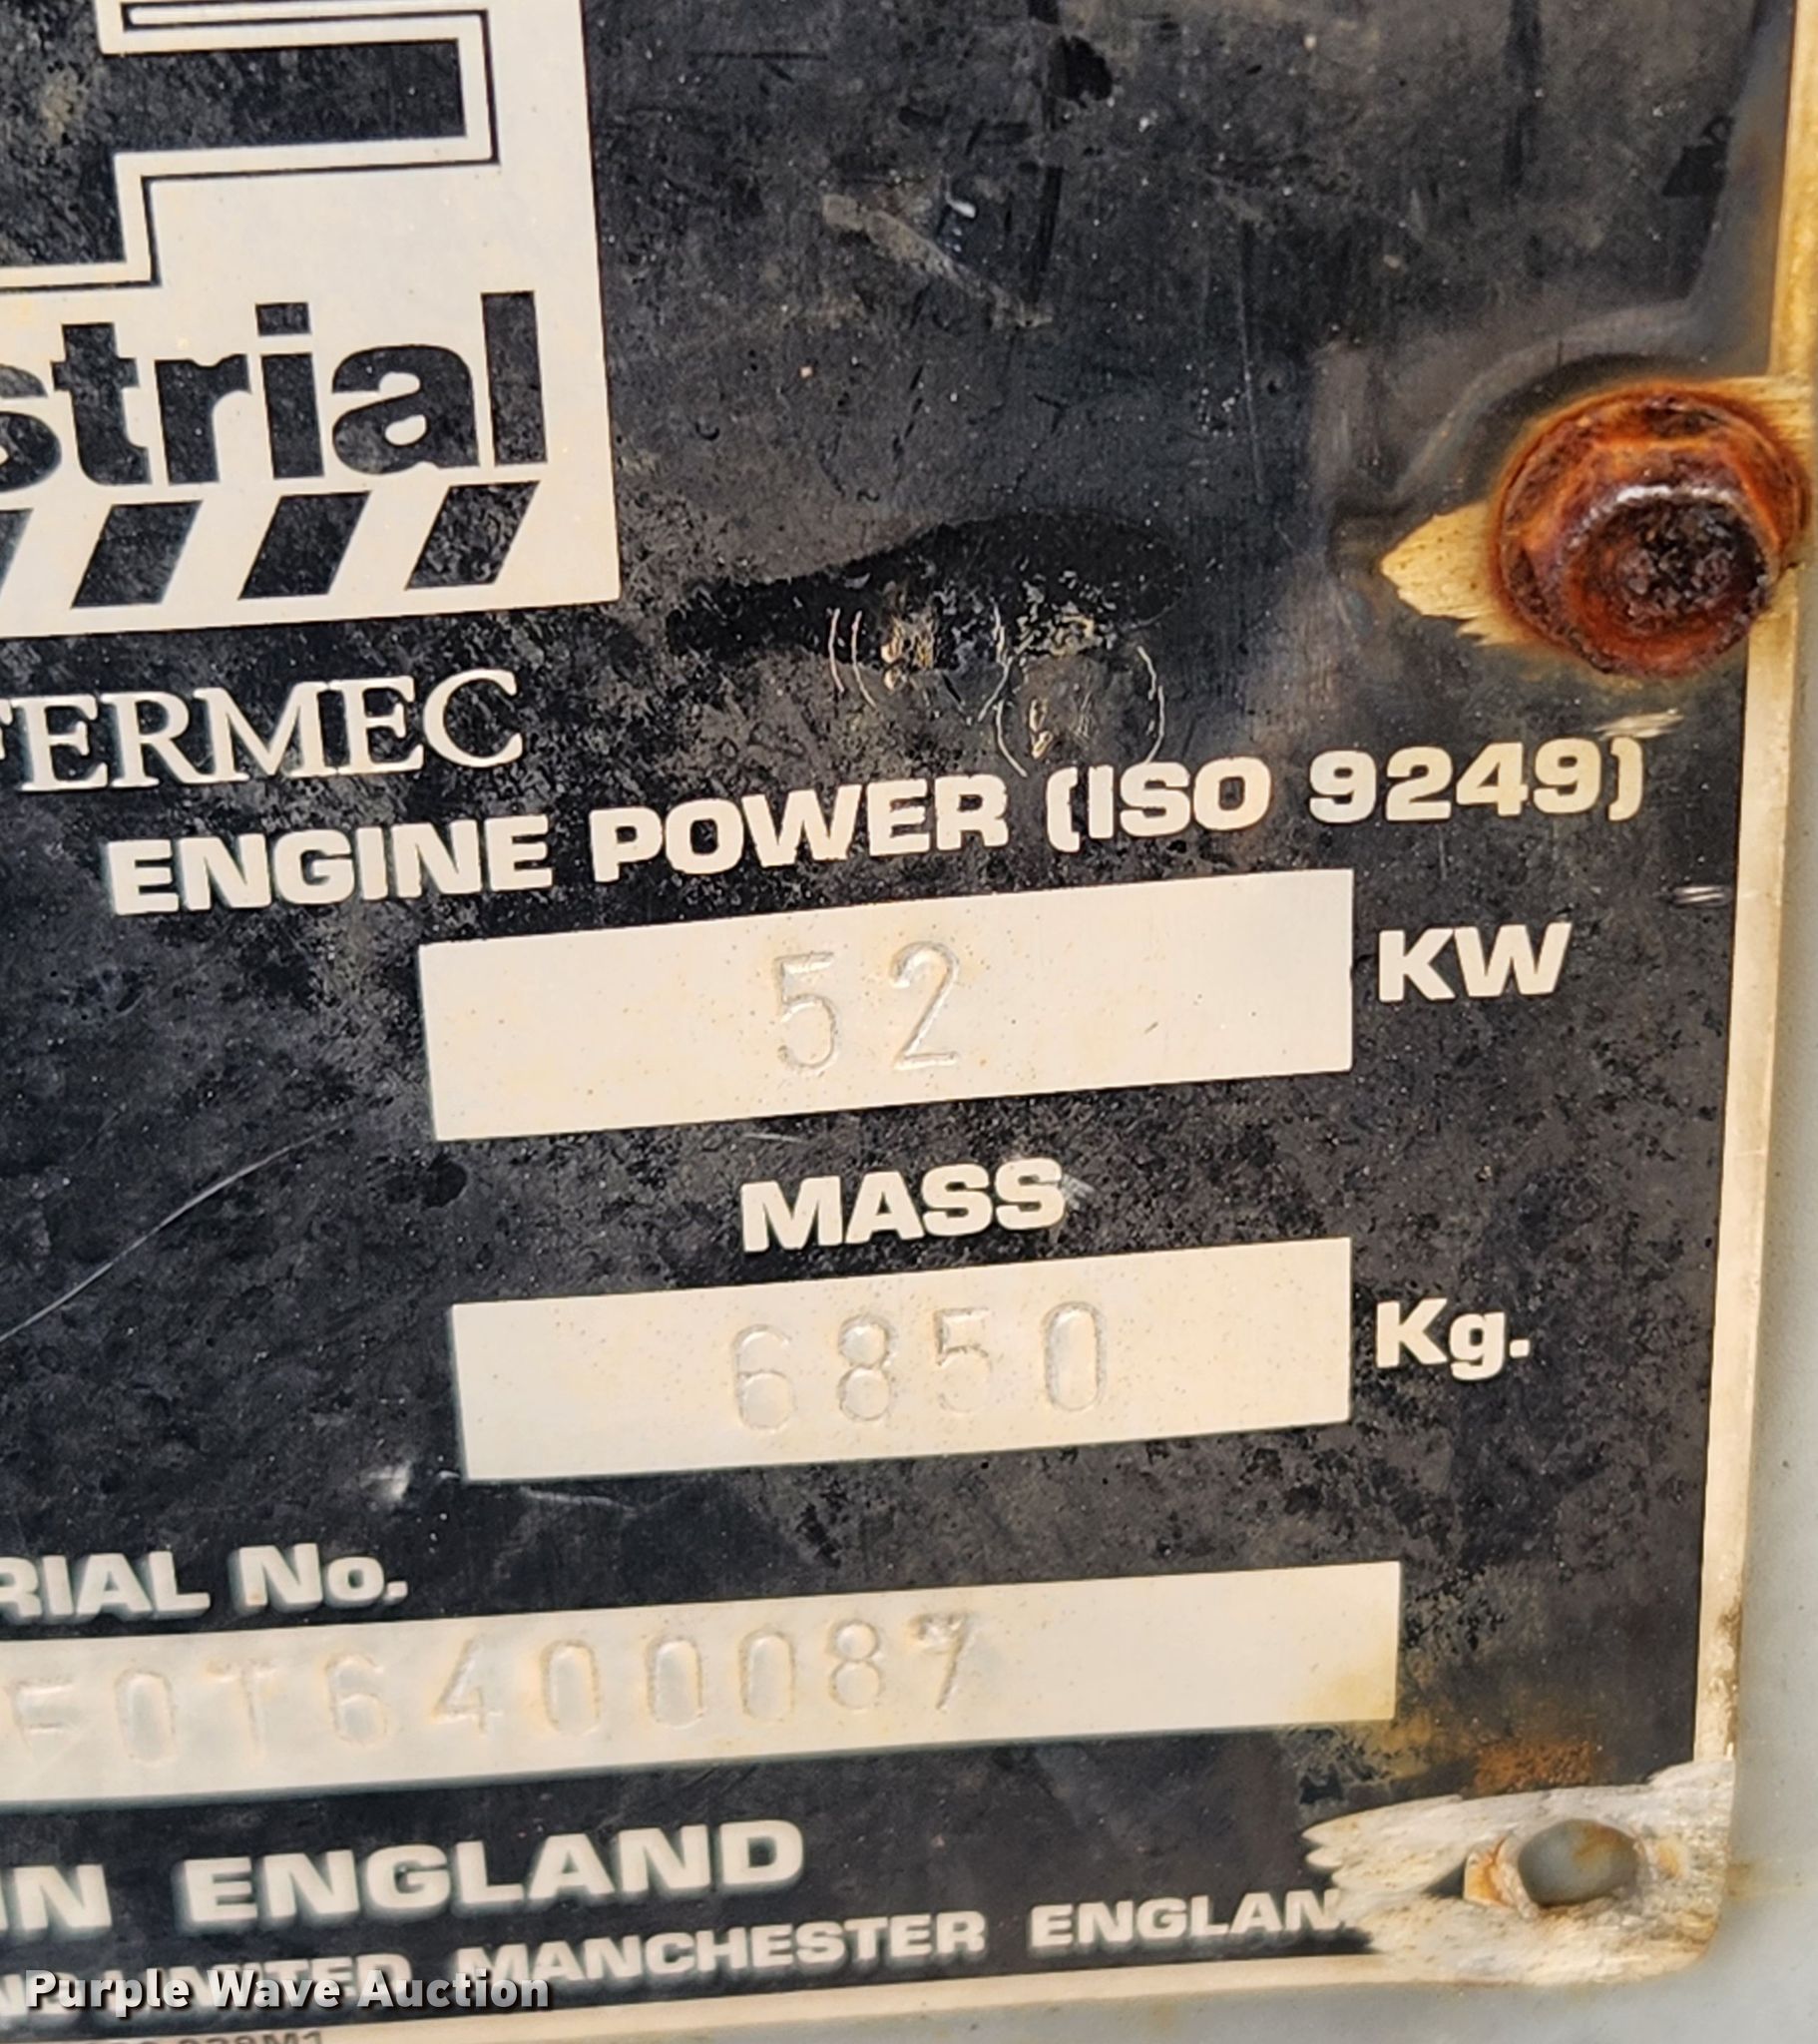 strial
FERMEC
ENGINE POWER (ISO 9249)
52 KW
MASS
6850 Kg.
RIAL No.
F0T6400087
IN ENGLAND
LIMITED MANCHESTER ENGLAN
Purple Wave Auction